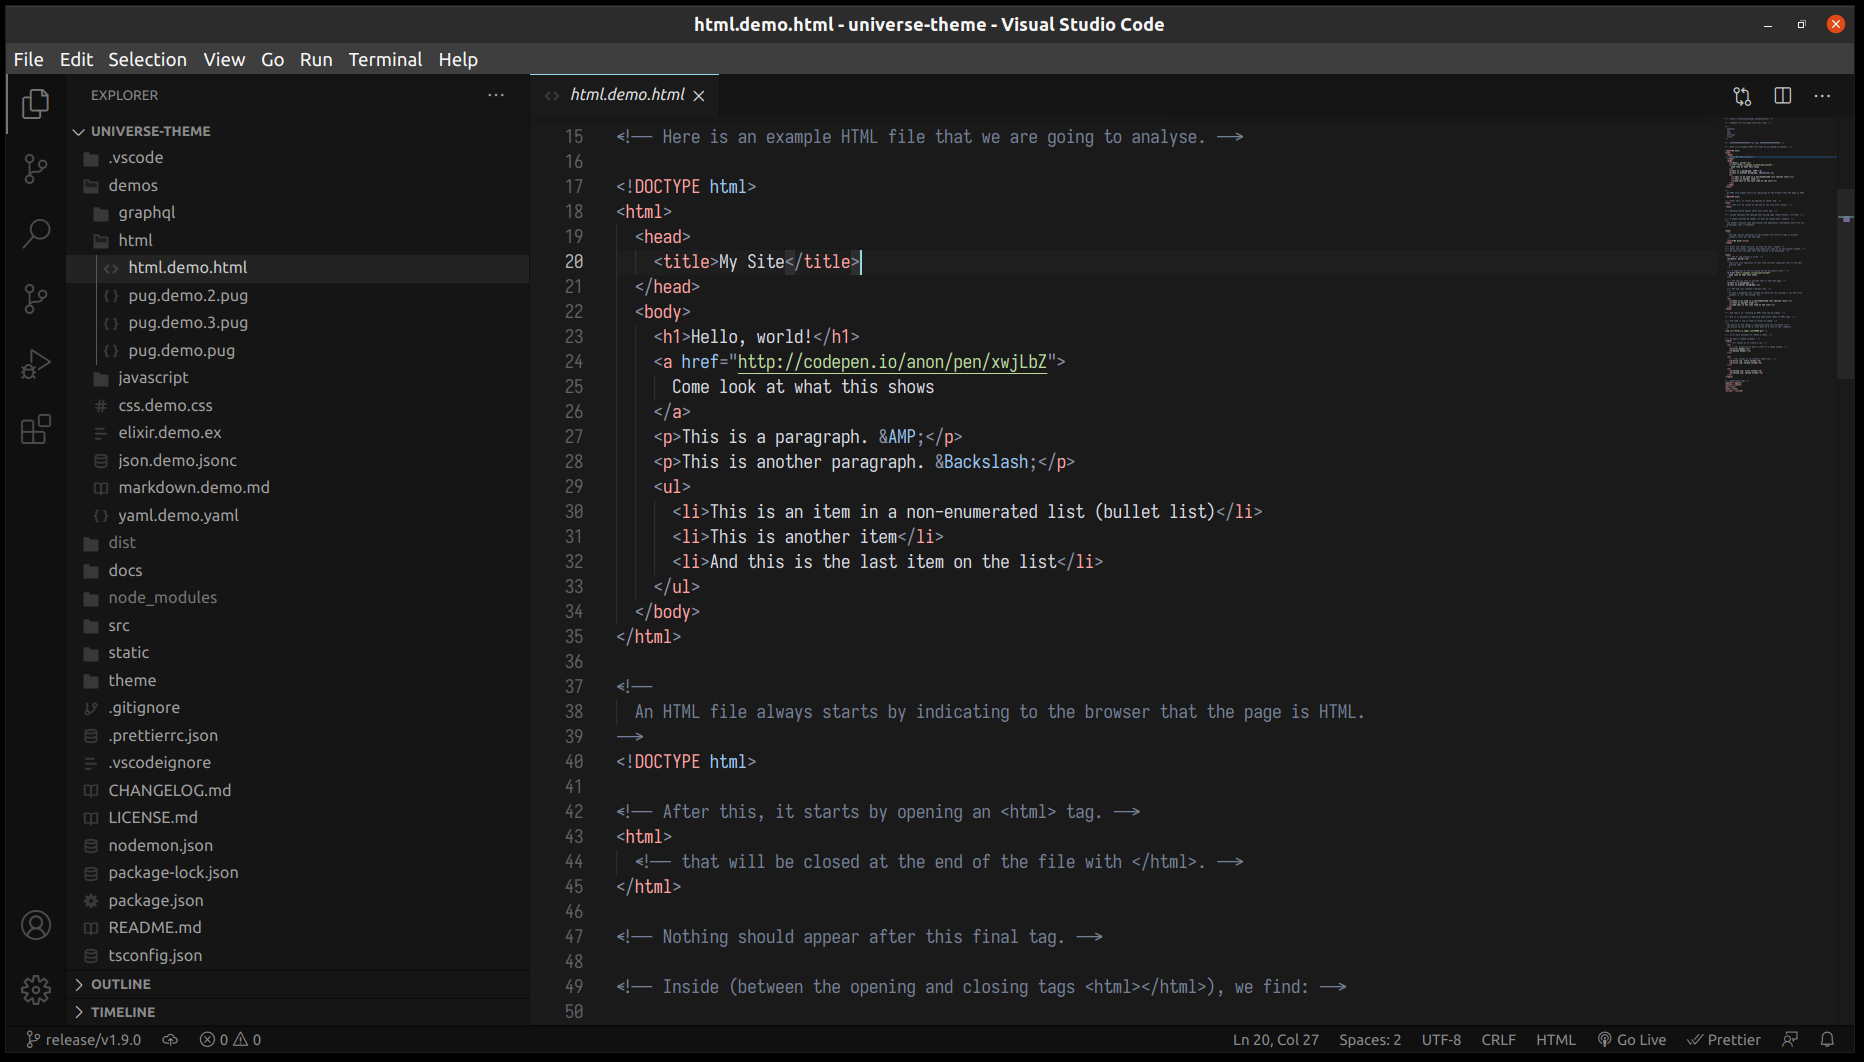 html.demo.html - universe-theme - Visual Studio Code
File Edit Selection View Go Run Terminal Help
EXPLORER
UNIVERSE-THEME
.vscode
demos
graphql
html
html.demo.html
pug.demo.2.pug
pug.demo.3.pug
pug.demo.pug
javascript
css.demo.css
elixir.demo.ex
json.demo.jsonc
markdown.demo.md
yaml.demo.yaml
dist
docs
node_modules
src
static
theme
.gitignore
.prettierrc.json
.vscodeignore
CHANGELOG.md
LICENSE.md
nodemon.json
package-lock.json
package.json
README.md
tsconfig.json
OUTLINE
TIMELINE
html.demo.html
15 <!-- Here is an example HTML file that we are going to analyse. -->
16
17 <!DOCTYPE html>
18 <html>
19 <head>
20 <title>My Site</title>
21 </head>
22 <body>
23 <h1>Hello, world!</h1>
24 <a href="http://codepen.io/anon/pen/xwjLbZ">
25 Come look at what this shows
26 </a>
27 <p>This is a paragraph. &AMP;</p>
28 <p>This is another paragraph. &Backslash;</p>
29 <ul>
30 <li>This is an item in a non-enumerated list (bullet list)</li>
31 <li>This is another item</li>
32 <li>And this is the last item on the list</li>
33 </ul>
34 </body>
35 </html>
36
37 <!--
38 An HTML file always starts by indicating to the browser that the page is HTML.
39 -->
40 <!DOCTYPE html>
41
42 <!-- After this, it starts by opening an <html> tag. -->
43 <html>
44 <!-- that will be closed at the end of the file with </html>. -->
45 </html>
46
47 <!-- Nothing should appear after this final tag. -->
48
49 <!-- Inside (between the opening and closing tags <html></html>), we find: -->
50
release/v1.9.0 0 0 Ln 20, Col 27 Spaces: 2 UTF-8 CRLF HTML Go Live Prettier